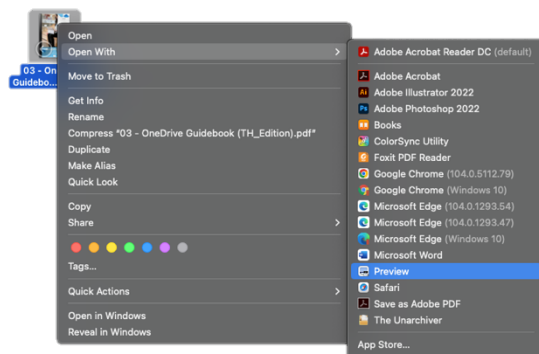 03 - On
Guidebo...
Open
Open With
Move to Trash
Get Info
Rename
Compress "03 - OneDrive Guidebook (TH_Edition).pdf"
Duplicate
Make Alias
Quick Look
Copy
Share
Tags...
Quick Actions
Open in Windows
Reveal in Windows
Adobe Acrobat Reader DC (default)
Adobe Acrobat
Adobe Illustrator 2022
Adobe Photoshop 2022
Books
ColorSync Utility
Foxit PDF Reader
Google Chrome (104.0.5112.79)
Google Chrome (Windows 10)
Microsoft Edge (104.0.1293.54)
Microsoft Edge (104.0.1293.47)
Microsoft Edge (Windows 10)
Microsoft Word
Preview
Safari
Save as Adobe PDF
The Unarchiver
App Store...